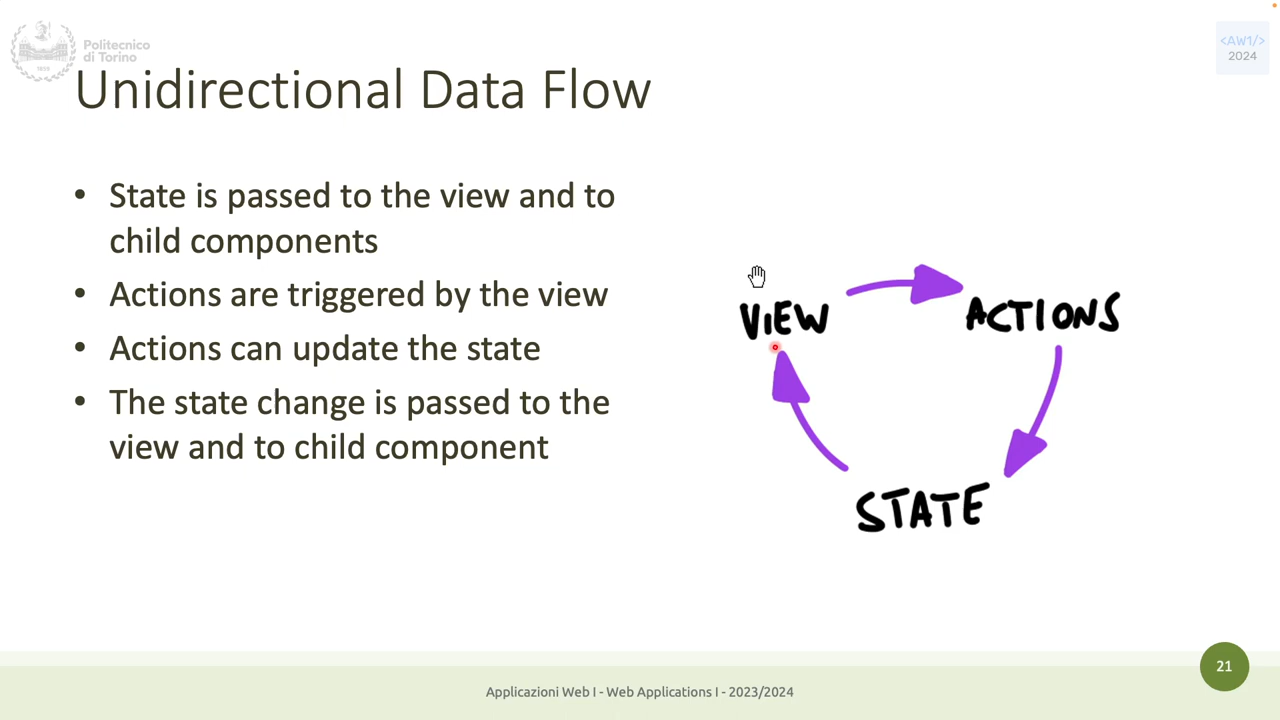 Politecnico
di Torino
1859
<AW1/>
2024
Unidirectional Data Flow
• State is passed to the view and to
child components
• Actions are triggered by the view
• Actions can update the state
• The state change is passed to the
view and to child component
VIEW
ACTIONS
STATE
21
Applicazioni Web I - Web Applications I - 2023/2024